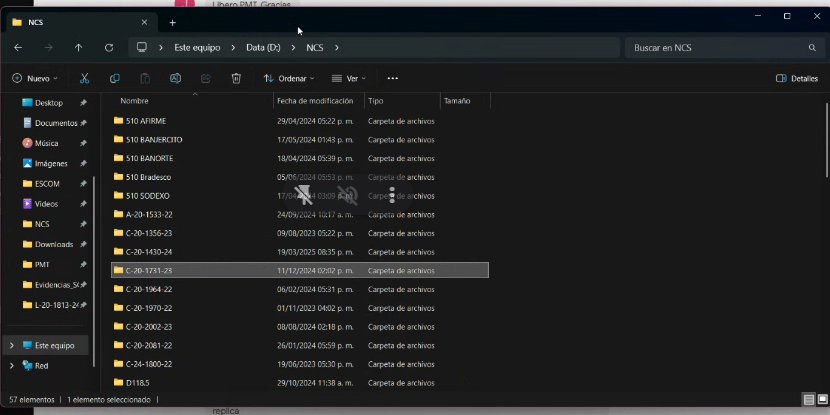 Libero PMT, Gracias
NCS
Este equipo > Data (D:) > NCS >
Buscar en NCS
Nuevo
Ordenar
Ver
Detalles
Desktop
Documentos
Música
Imágenes
ESCOM
Videos
NCS
Downloads
PMT
L-20-1813-24
Este equipo
Red
Nombre Fecha de modificación Tipo Tamaño
510 AFIRME 29/04/2024 05:22 p. m. Carpeta de archivos
510 BANJERCITO 17/05/2024 01:43 p. m. Carpeta de archivos
510 BANORTE 18/04/2024 05:39 p. m. Carpeta de archivos
510 Bradesco 05:53 p. m. Carpeta de archivos
510 SODEXO 03:09 Carpeta de archivos
A-20-1533-22 24/09/2024 10:17 a. m. Carpeta de archivos
C-20-1356-23 09/08/2023 05:22 p. m. Carpeta de archivos
C-20-1430-24 19/03/2025 08:35 p. m. Carpeta de archivos
C-20-1731-23 11/12/2024 02:02 p. m. Carpeta de archivos
C-20-1964-22 06/02/2024 05:31 p. m. Carpeta de archivos
C-20-1970-22 01/11/2023 04:02 p. m. Carpeta de archivos
C-20-2002-23 08/08/2024 02:18 p. m. Carpeta de archivos
C-20-2081-22 26/01/2024 05:59 p. m. Carpeta de archivos
C-24-1800-22 19/06/2023 05:30 p. m. Carpeta de archivos
D118.5 29/10/2024 11:38 a. m. Carpeta de archivos
57 elementos | 1 elemento seleccionado |
replica